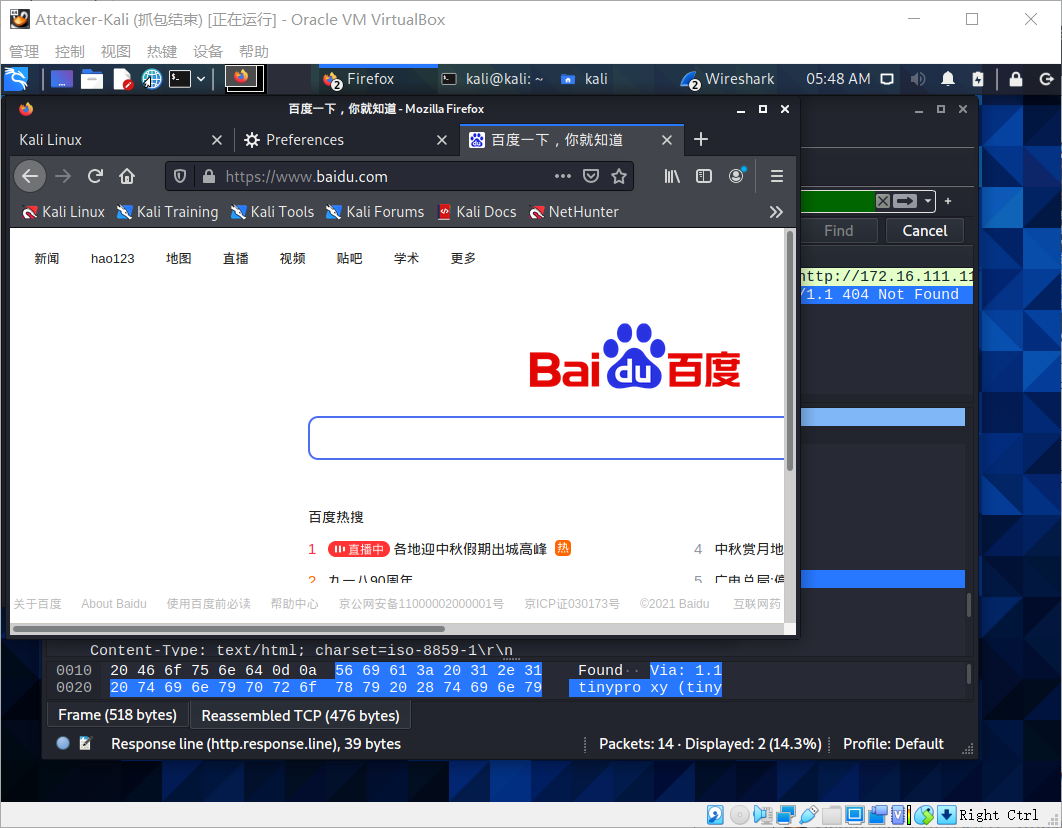 Attacker-Kali (抓包结束) [正在运行] - Oracle VM VirtualBox
管理 控制 视图 热键 设备 帮助
2 Firefox kali@kali: ~ kali 2 Wireshark 05:48 AM
百度一下，你就知道 - Mozilla Firefox
Kali Linux Preferences 百度一下，你就知道
https://www.baidu.com
Kali Linux Kali Training Kali Tools Kali Forums Kali Docs NetHunter
Find Cancel
新闻 hao123 地图 直播 视频 贴吧 学术 更多
http://172.16.111.11
/1.1 404 Not Found
Bai du 百度
百度热搜
1 直播中 各地迎中秋假期出城高峰 热 4 中秋赏月地
2 九一八90周年 5 广电总局:停
关于百度 About Baidu 使用百度前必读 帮助中心 京公网安备11000002000001号 京ICP证030173号 ©2021 Baidu 互联网药
Content-Type: text/html; charset=iso-8859-1\r\n
0010 20 46 6f 75 6e 64 0d 0a 56 69 61 3a 20 31 2e 31 Found·· Via: 1.1
0020 20 74 69 6e 79 70 72 6f 78 79 20 28 74 69 6e 79 tinypro xy (tiny
Frame (518 bytes) Reassembled TCP (476 bytes)
Response line (http.response.line), 39 bytes Packets: 14 · Displayed: 2 (14.3%) Profile: Default
Right Ctrl